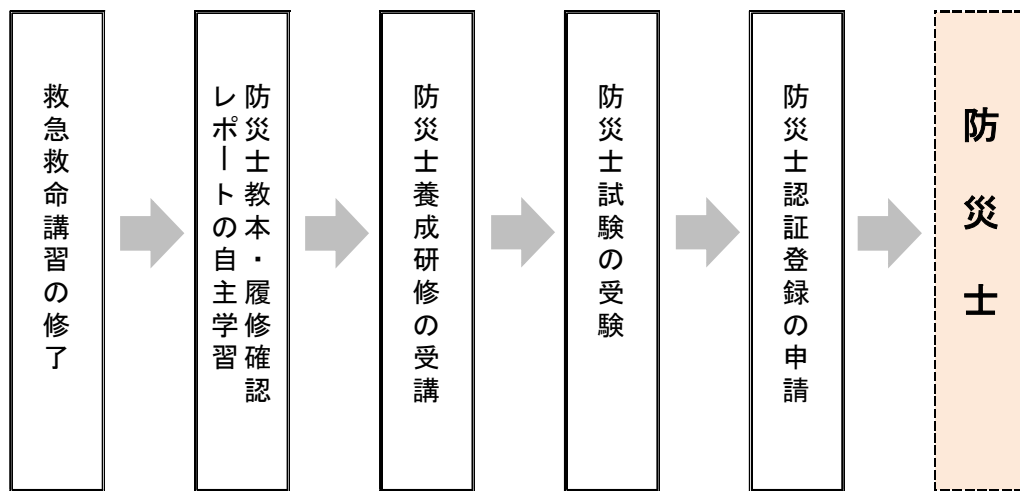 救急救命講習の修了
防災士教本・履修確認
レポートの自主学習
防災士養成研修の受講
防災士試験の受験
防災士認証登録の申請
防災士